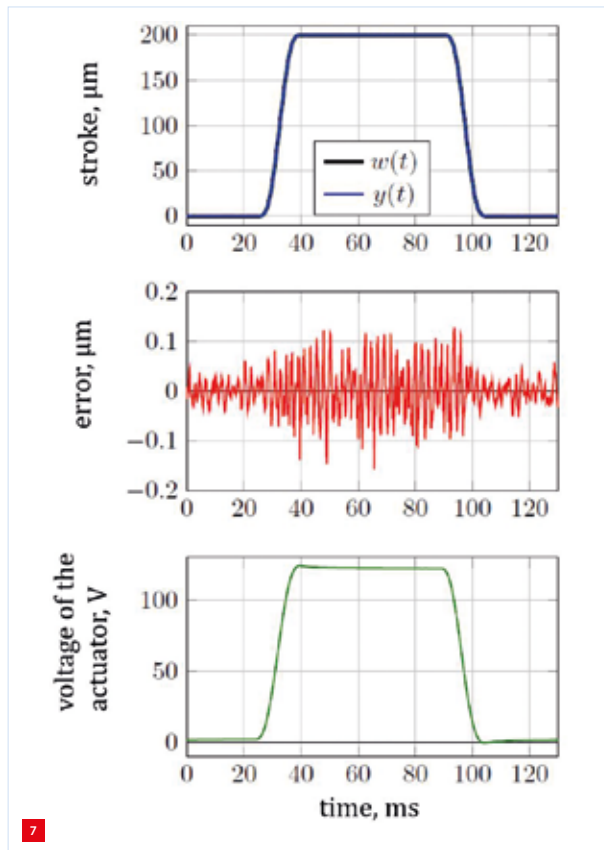 200
150
100
50
0
stroke, µm
w(t)
y(t)
0 20 40 60 80 100 120
0.2
0.1
0
−0.1
−0.2
error, µm
0 20 40 60 80 100 120
100
50
0
voltage of the
actuator, V
0 20 40 60 80 100 120
time, ms
7